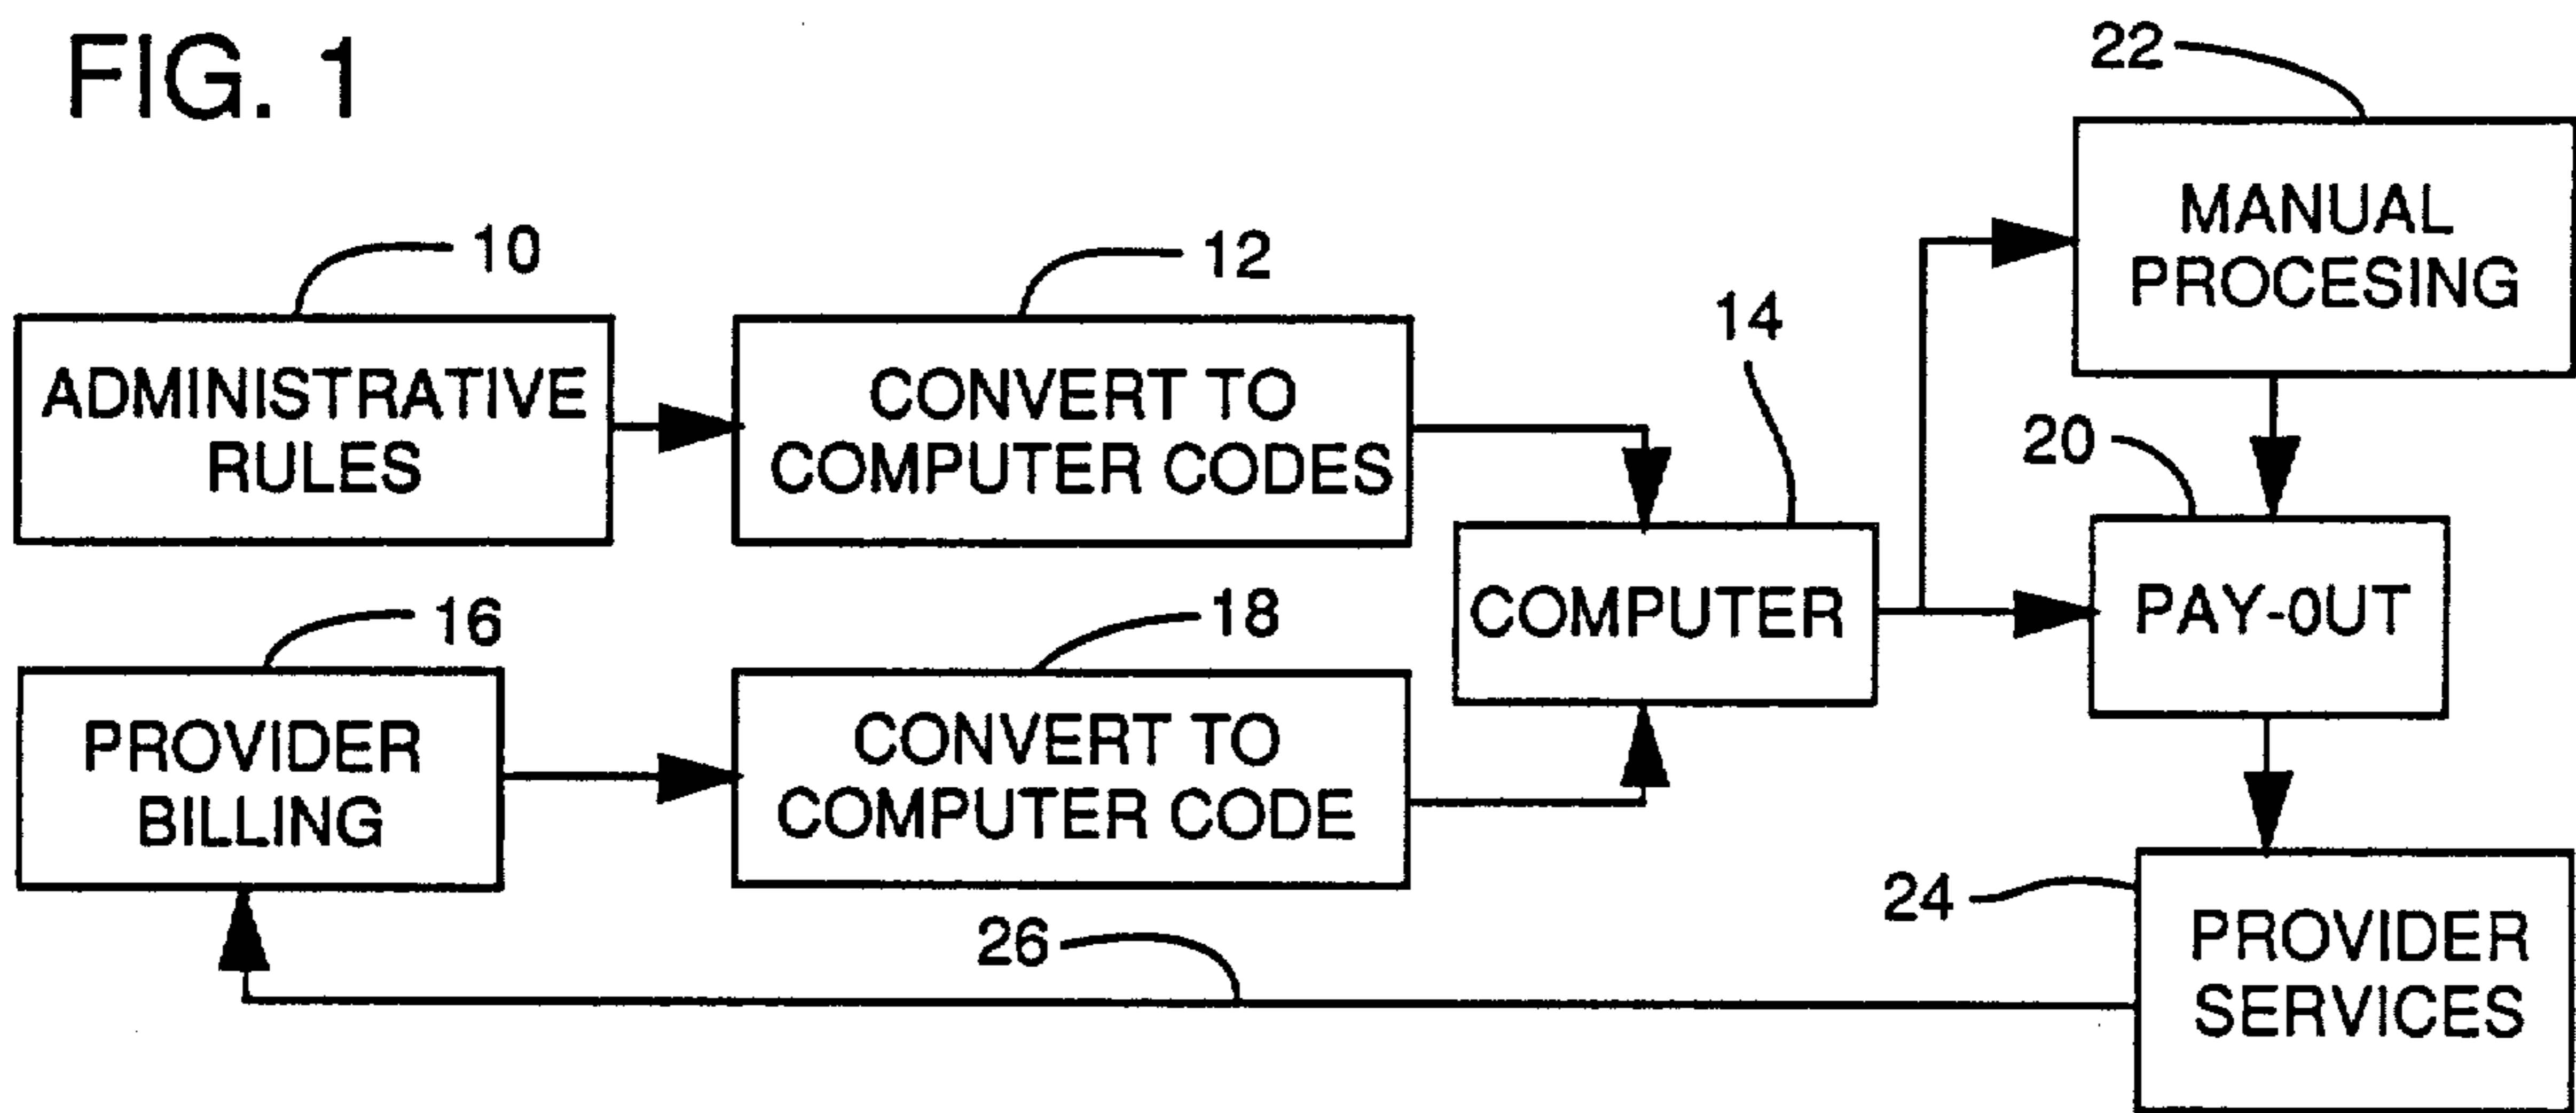 FIG. 1
22
MANUAL
PROCESING
10
12
14
ADMINISTRATIVE
RULES
CONVERT TO
COMPUTER CODES
20
COMPUTER
PAY-0UT
16
18
PROVIDER
BILLING
CONVERT TO
COMPUTER CODE
24
PROVIDER
SERVICES
26